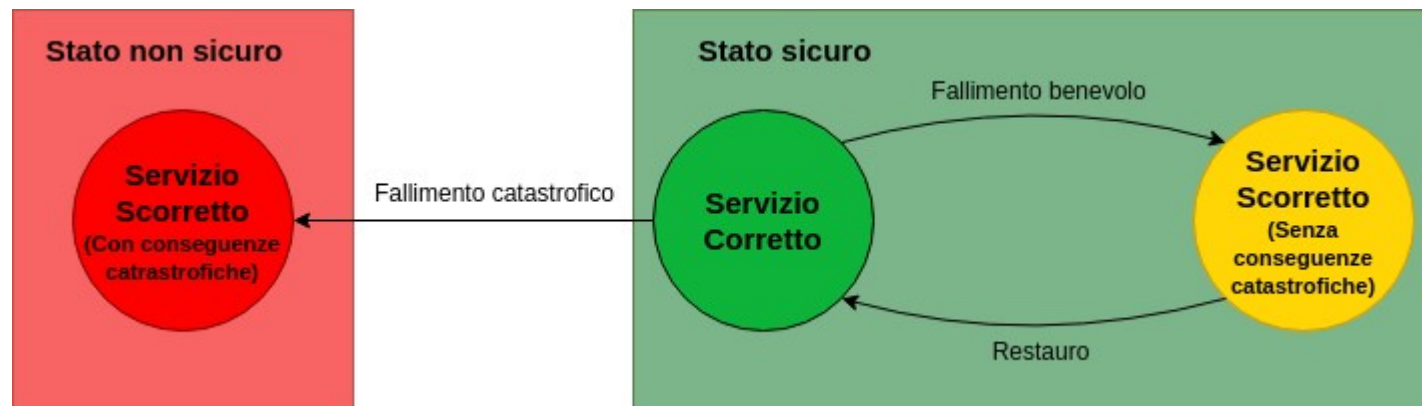 Stato non sicuro
Servizio
Scorretto
(Con conseguenze
catrastrofiche)
Fallimento catastrofico
Stato sicuro
Servizio
Corretto
Fallimento benevolo
Servizio
Scorretto
(Senza
conseguenze
catastrofiche)
Restauro